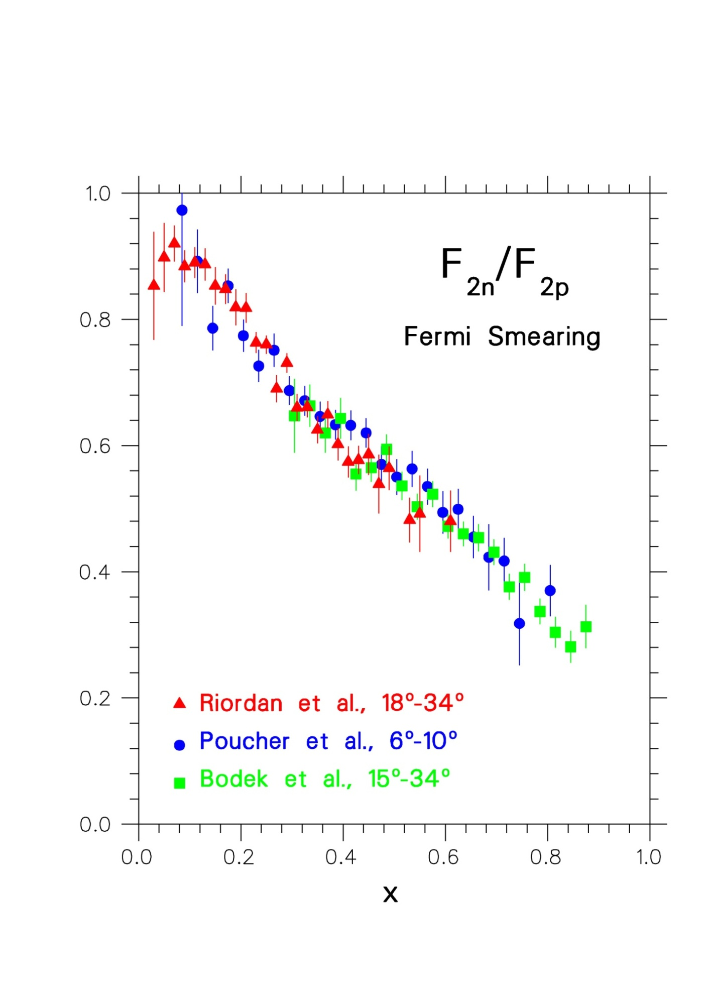 1.0
F2n/F2p
0.8
Fermi Smearing
0.6
0.4
0.2
Riordan et al., 18°-34°
Poucher et al., 6°-10°
Bodek et al., 15°-34°
0.0
0.0 0.2 0.4 0.6 0.8 1.0
x